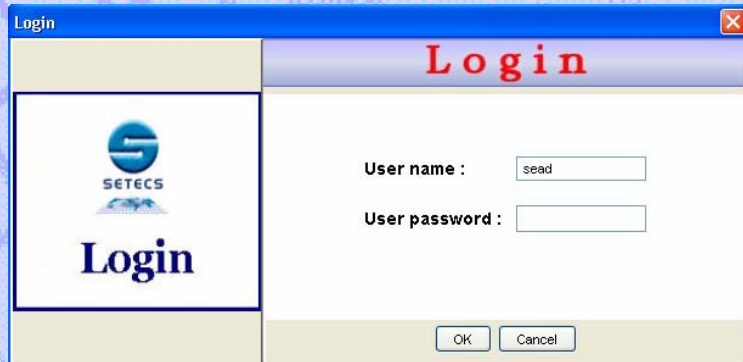 Login
Login
SETECS
Login
User name :
sead
User password :
OK
Cancel